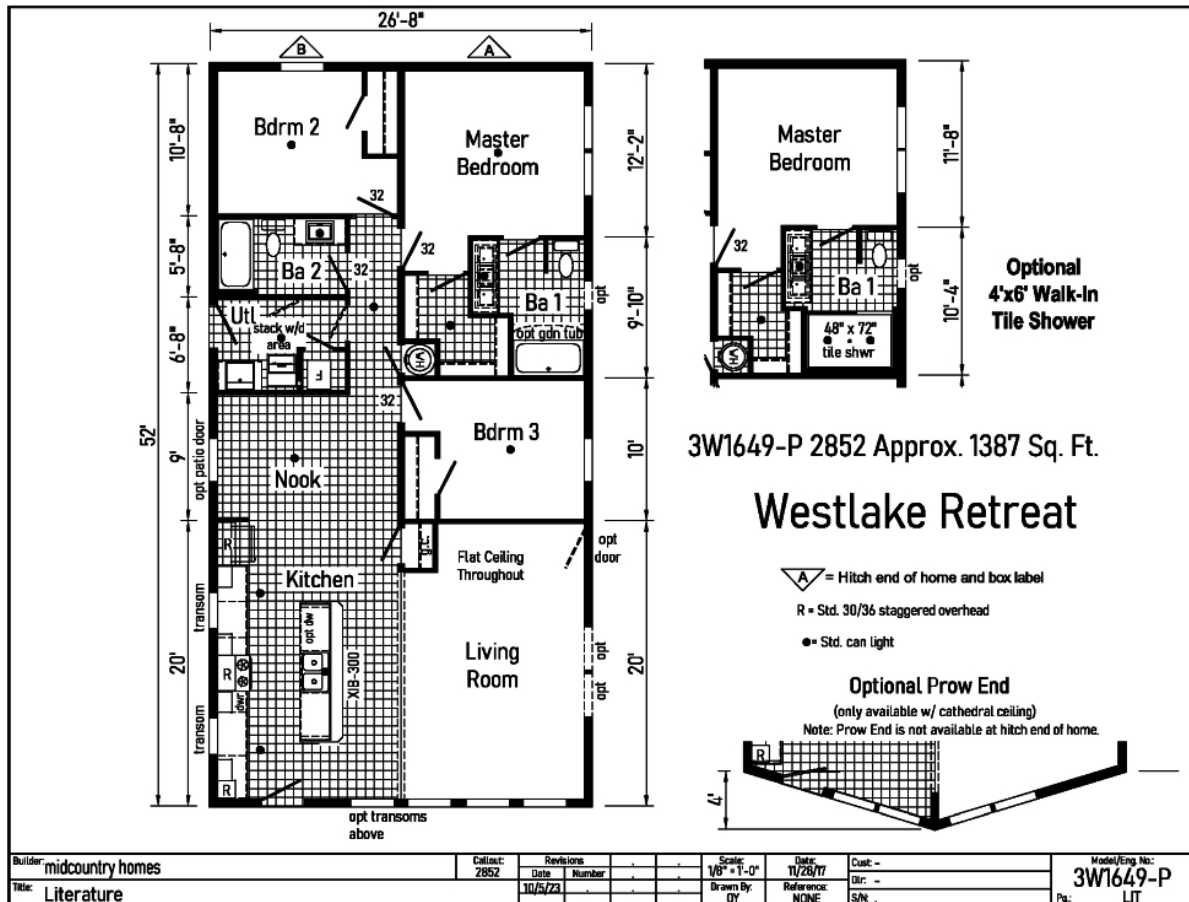 26'-8"
B
A
52'
10'-8"
5'-8"
6'-8"
9'
20'
12'-2"
9'-10"
10'
20'
Bdrm 2
32
Master
Bedroom
32
Ba 2
32
Ba 1
opt
opt gdn tub
Utl
stack w/d
area
WH
F
32
Bdrm 3
opt patio door
Nook
R
g.c.
Flat Ceiling
Throughout
opt
door
Kitchen
transom
opt dw
XIB-300
R
dwr
Living
Room
opt
opt
transom
R
opt transoms
above
Master
Bedroom
11'-8"
32
Ba 1
opt
10'-4"
48" x 72"
tile shwr
WH
Optional
4'x6' Walk-In
Tile Shower
3W1649-P 2852 Approx. 1387 Sq. Ft.
Westlake Retreat
A = Hitch end of home and box label
R = Std. 30/36 staggered overhead
= Std. can light
Optional Prow End
(only available w/ cathedral ceiling)
Note: Prow End is not available at hitch end of home.
R
4'
Builder: midcountry homes
Title: Literature
Callout:
2852
Revisions
Date Number
10/5/23
Scale:
1/8" = 1'-0"
Drawn By:
DY
Date:
11/28/17
Reference:
NONE
Cust: -
Dlr: -
S/N: .
Model/Eng. No.:
3W1649-P
Pg.: LIT